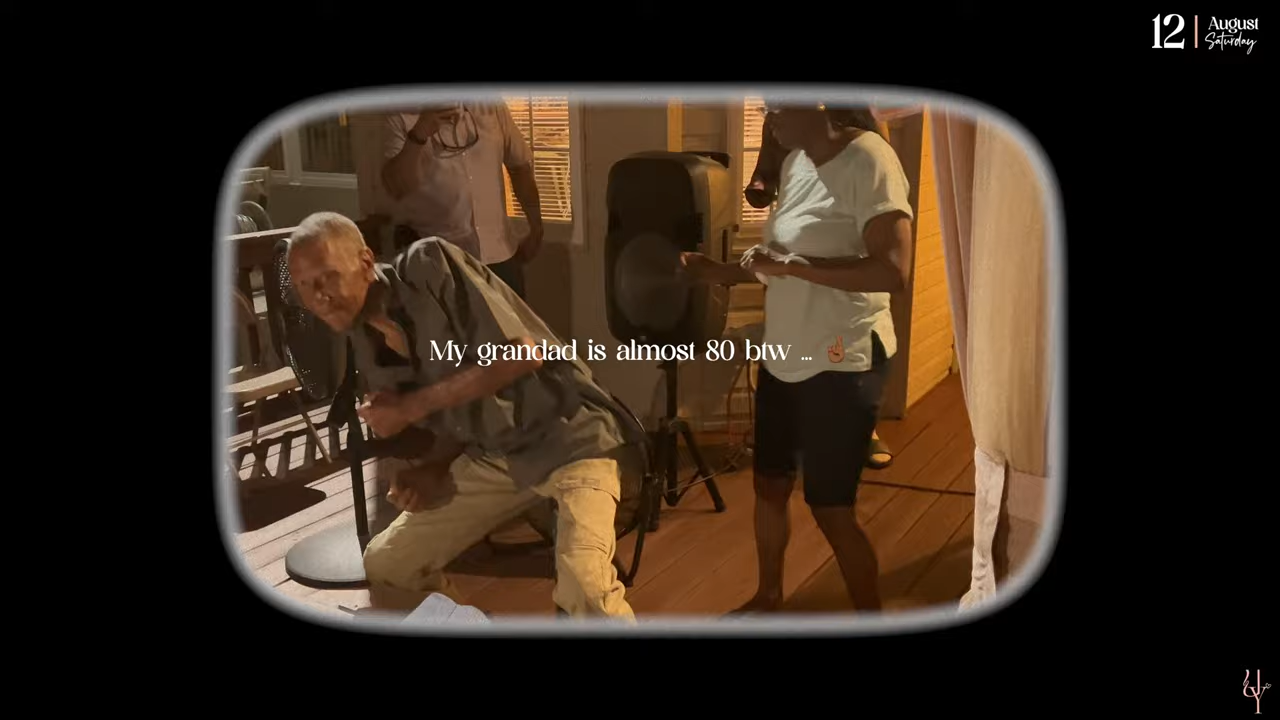 12 | August
Saturday
My grandad is almost 80 btw ... 🤞🏾